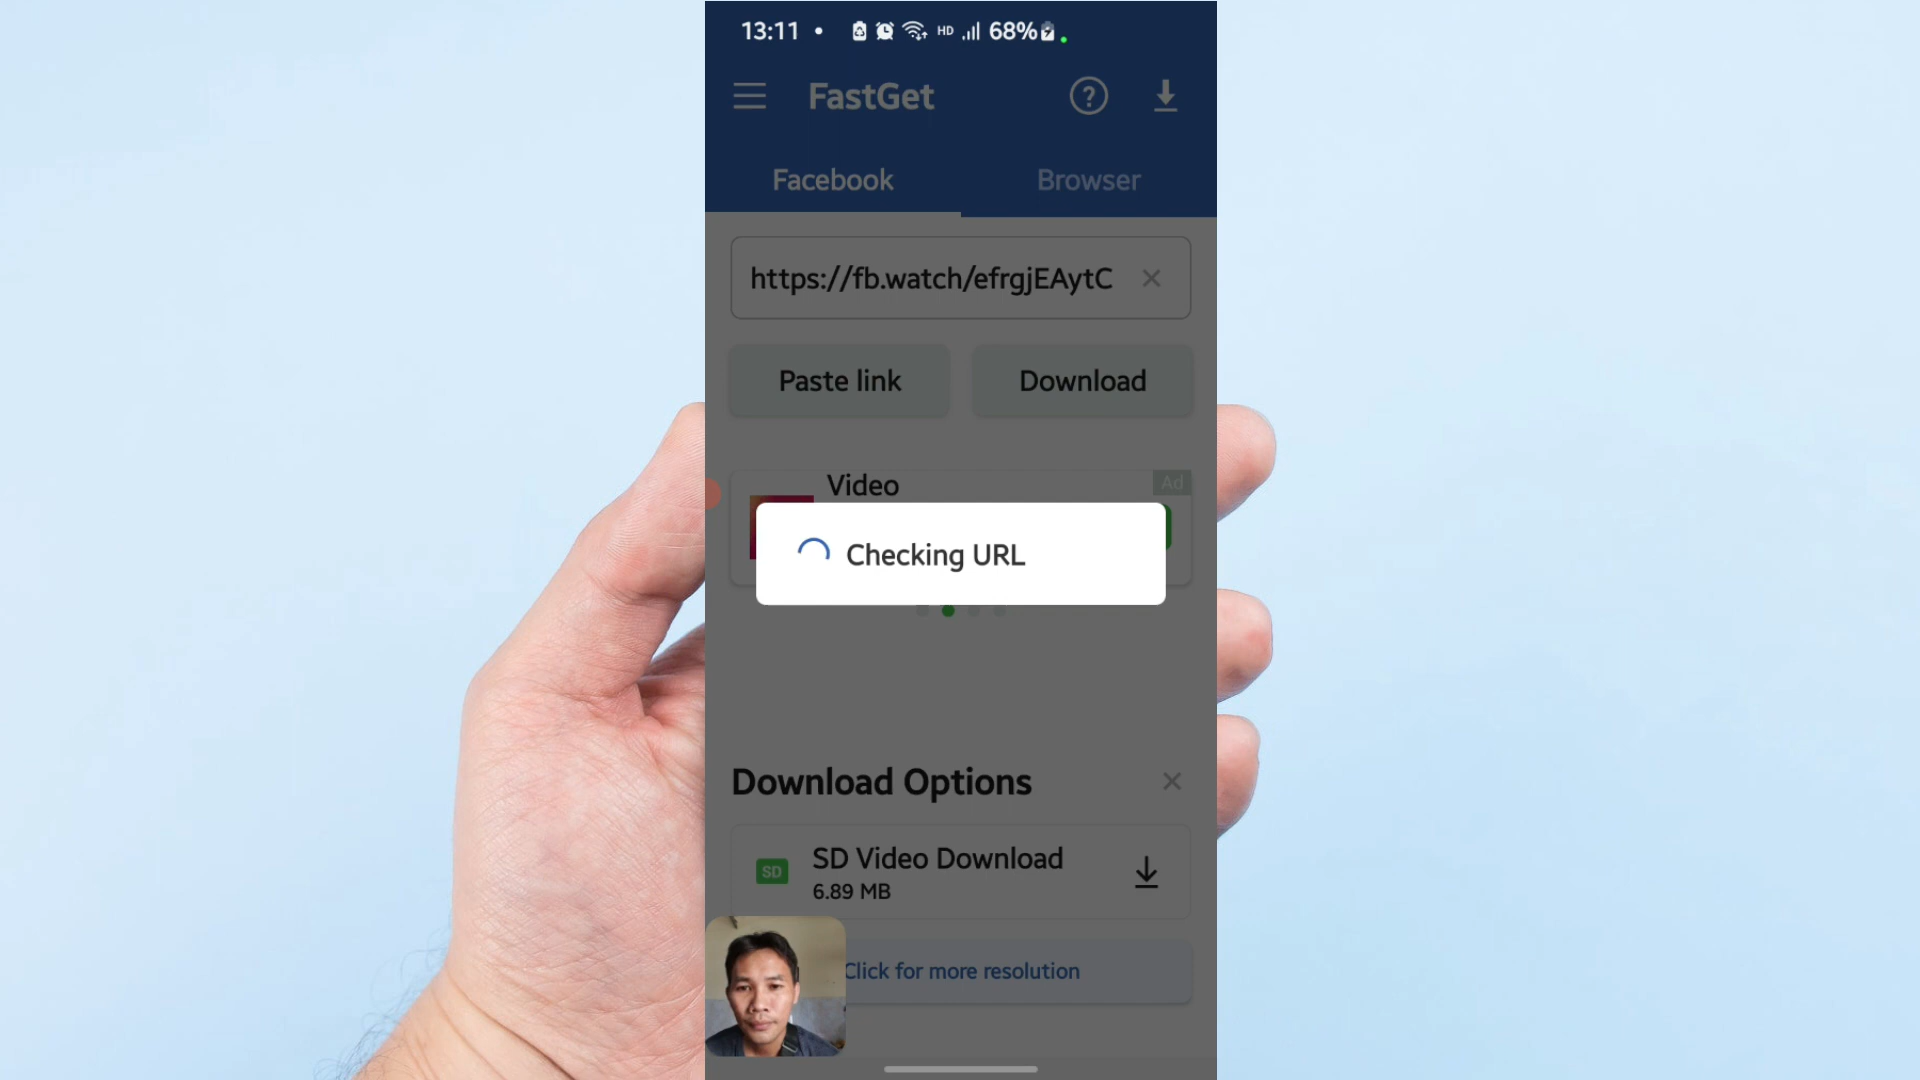 13:11 HD 68%
FastGet
Facebook Browser
https://fb.watch/efrgjEAytC
Paste link Download
Video Ad
Checking URL
Download Options
SD SD Video Download
6.89 MB
Click for more resolution